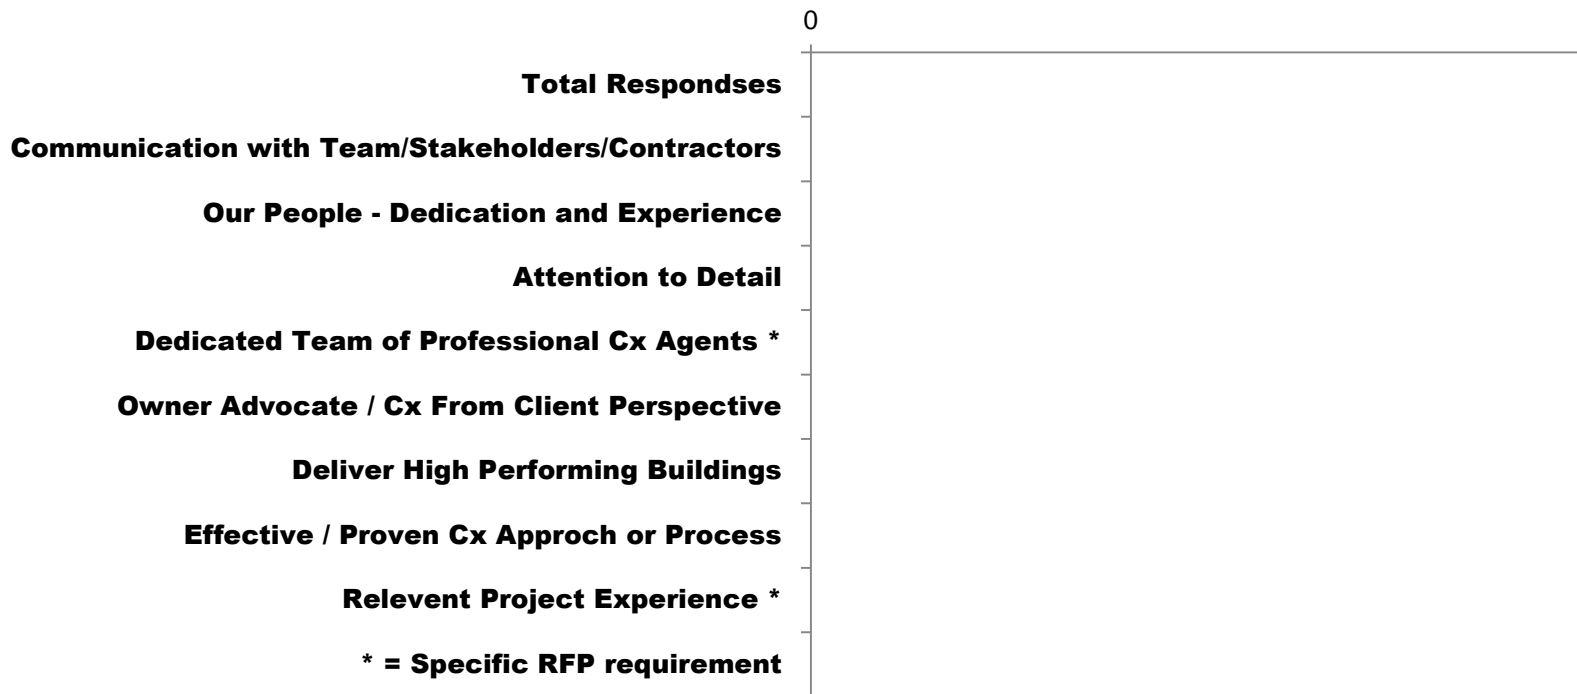 0
Total Respondses
Communication with Team/Stakeholders/Contractors
Our People - Dedication and Experience
Attention to Detail
Dedicated Team of Professional Cx Agents *
Owner Advocate / Cx From Client Perspective
Deliver High Performing Buildings
Effective / Proven Cx Approch or Process
Relevent Project Experience *
* = Specific RFP requirement